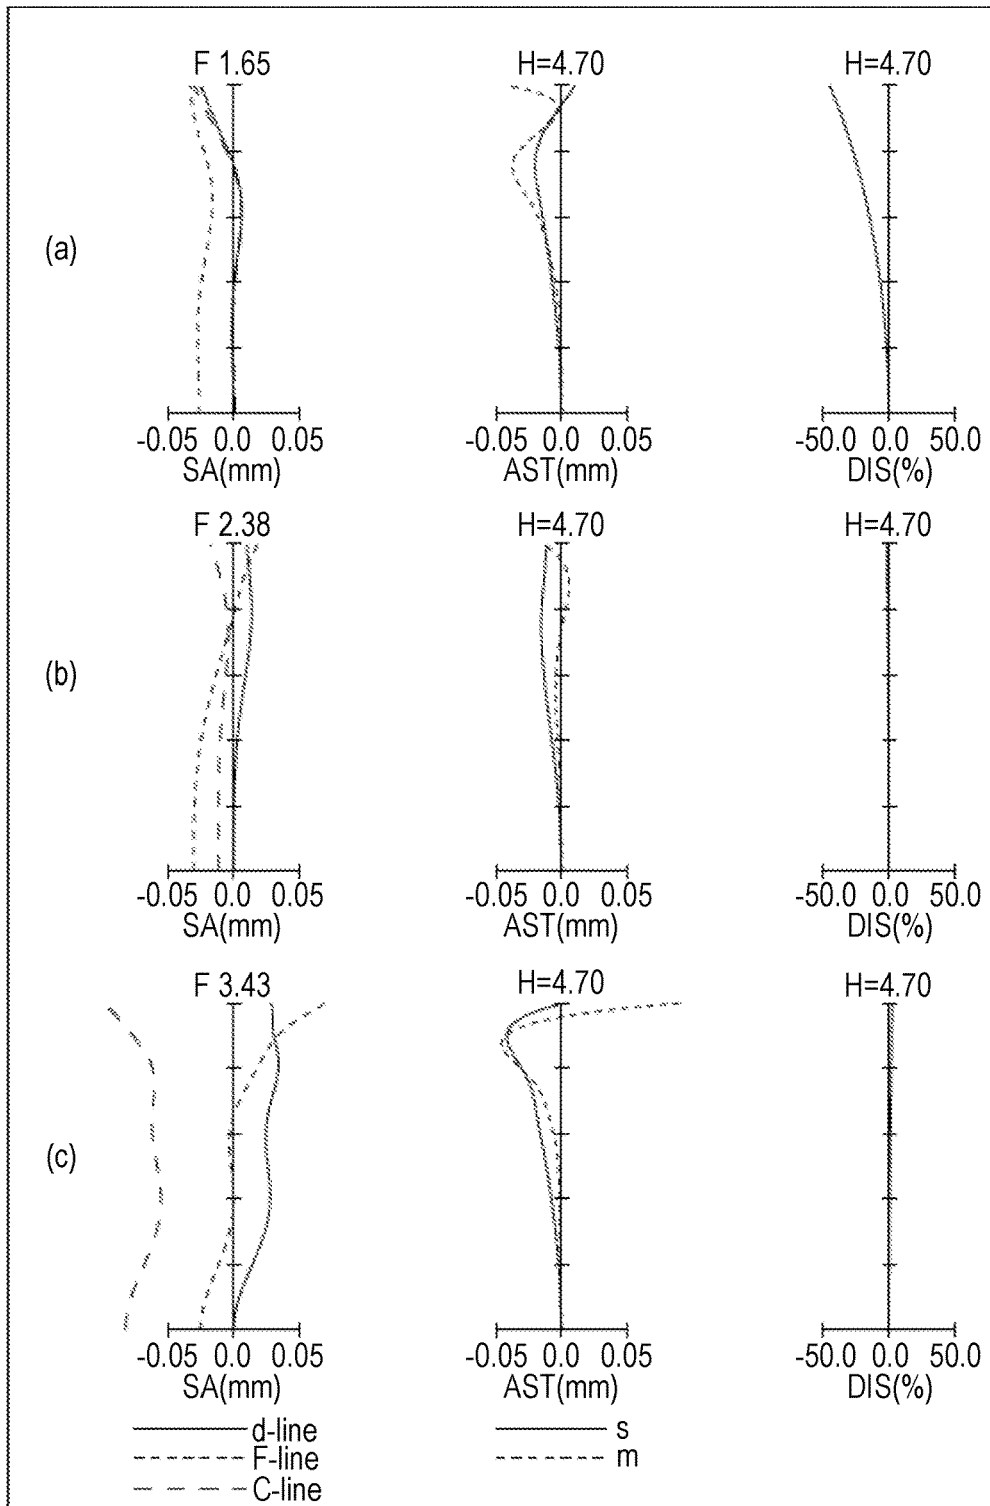 F 1.65 H=4.70 H=4.70
(a)
-0.05 0.0 0.05 -0.05 0.0 0.05 -50.0 0.0 50.0
SA(mm) AST(mm) DIS(%)
F 2.38 H=4.70 H=4.70
(b)
-0.05 0.0 0.05 -0.05 0.0 0.05 -50.0 0.0 50.0
SA(mm) AST(mm) DIS(%)
F 3.43 H=4.70 H=4.70
(c)
-0.05 0.0 0.05 -0.05 0.0 0.05 -50.0 0.0 50.0
SA(mm) AST(mm) DIS(%)
d-line s
F-line m
C-line